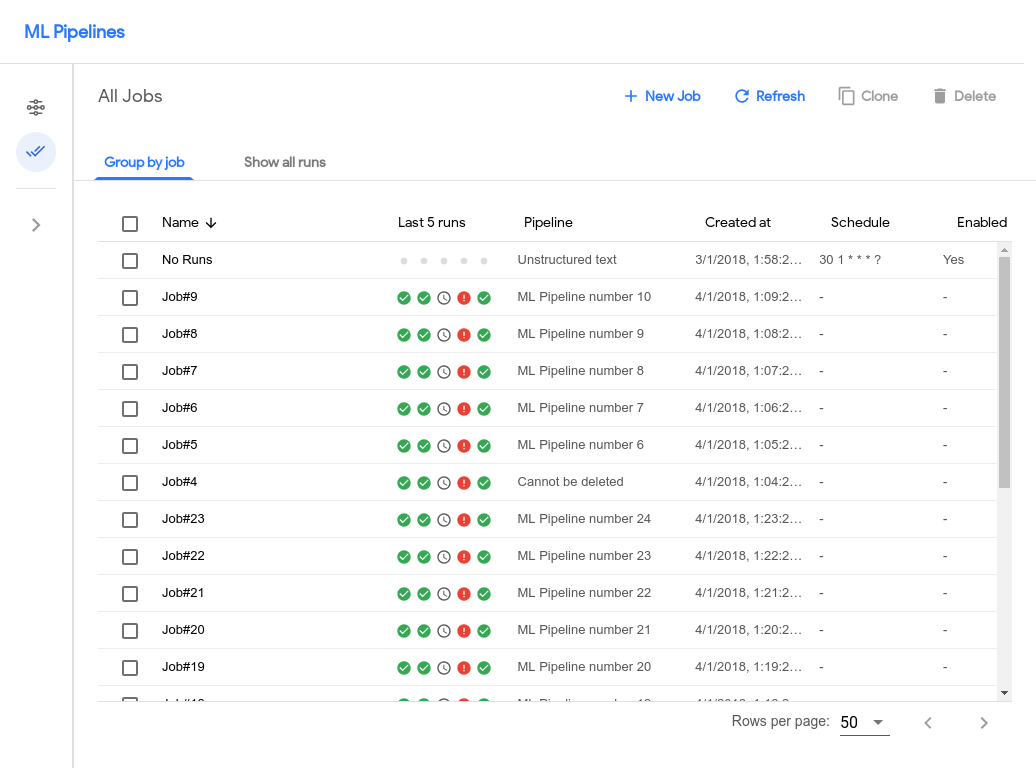 ML Pipelines
All Jobs
New Job Refresh Clone Delete
Group by job Show all runs
Name Last 5 runs Pipeline Created at Schedule Enabled
No Runs Unstructured text 3/1/2018, 1:58:2... 30 1 * * * ? Yes
Job#9 ML Pipeline number 10 4/1/2018, 1:09:2... - -
Job#8 ML Pipeline number 9 4/1/2018, 1:08:2... - -
Job#7 ML Pipeline number 8 4/1/2018, 1:07:2... - -
Job#6 ML Pipeline number 7 4/1/2018, 1:06:2... - -
Job#5 ML Pipeline number 6 4/1/2018, 1:05:2... - -
Job#4 Cannot be deleted 4/1/2018, 1:04:2... - -
Job#23 ML Pipeline number 24 4/1/2018, 1:23:2... - -
Job#22 ML Pipeline number 23 4/1/2018, 1:22:2... - -
Job#21 ML Pipeline number 22 4/1/2018, 1:21:2... - -
Job#20 ML Pipeline number 21 4/1/2018, 1:20:2... - -
Job#19 ML Pipeline number 20 4/1/2018, 1:19:2... - -
Rows per page: 50